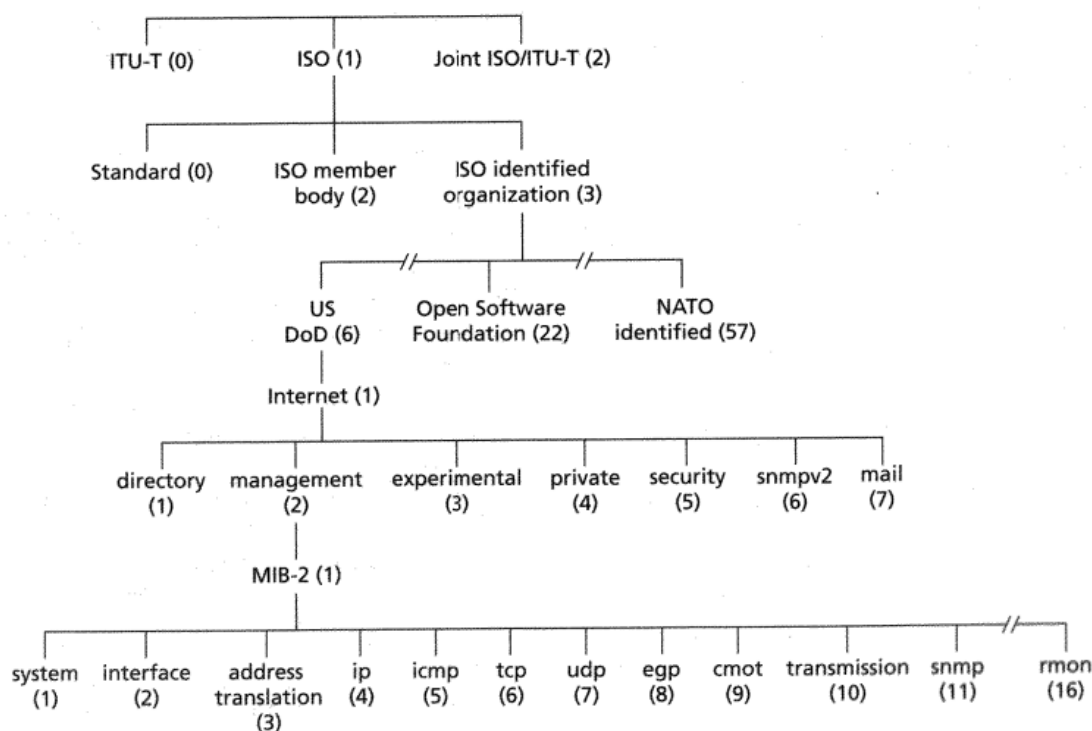 ITU-T (0) ISO (1) Joint ISO/ITU-T (2)
Standard (0) ISO member ISO identified
body (2) organization (3)
US Open Software NATO
DoD (6) Foundation (22) identified (57)
Internet (1)
directory management experimental private security snmpv2 mail
(1) (2) (3) (4) (5) (6) (7)
MIB-2 (1)
system interface address ip icmp tcp udp egp cmot transmission snmp rmon
(1) (2) translation (4) (5) (6) (7) (8) (9) (10) (11) (16)
(3)